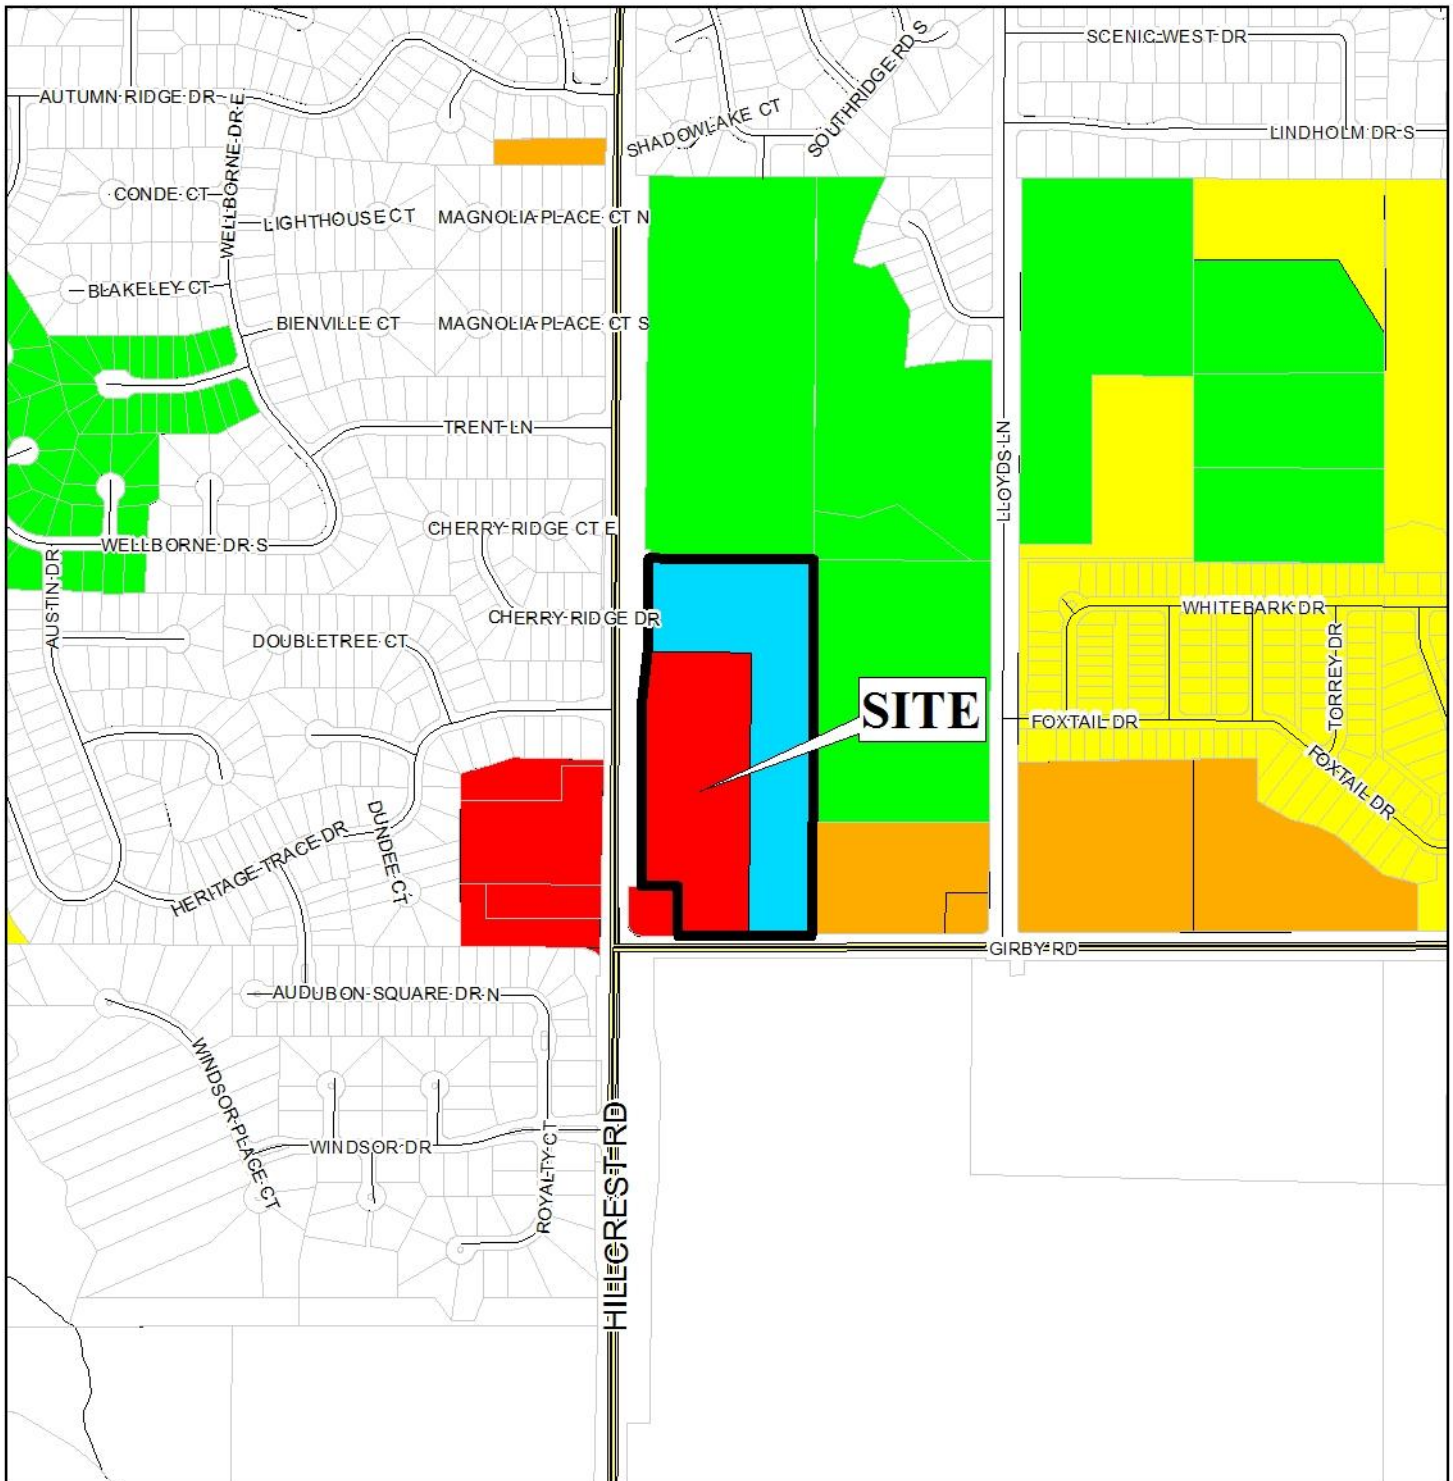 SCENIC WEST DR
AUTUMN RIDGE DR
SOUTHRIDGE RD S
SHADOWLAKE CT
LINDHOLM DR S
WELLBORNE DR E
CONDE CT
LIGHTHOUSE CT
MAGNOLIA PLACE CT N
BLAKELEY CT
BIENVILLE CT
MAGNOLIA PLACE CT S
TRENT LN
LLOYDS LN
CHERRY RIDGE CT E
WELLBORNE DR S
AUSTIN DR
WHITEBARK DR
CHERRY RIDGE DR
DOUBLETREE CT
TORREY DR
SITE
FOXTAIL DR
FOXTAIL DR
DUNDEE CT
HERITAGE TRACE DR
GIRBY RD
AUDUBON SQUARE DR N
WINDSOR PLACE CT
WINDSOR DR
ROYALTY CT
HILLCREST RD